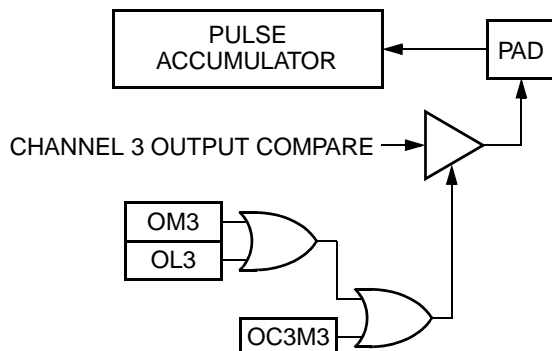 PULSE
ACCUMULATOR
PAD
CHANNEL 3 OUTPUT COMPARE
OM3
OL3
OC3M3